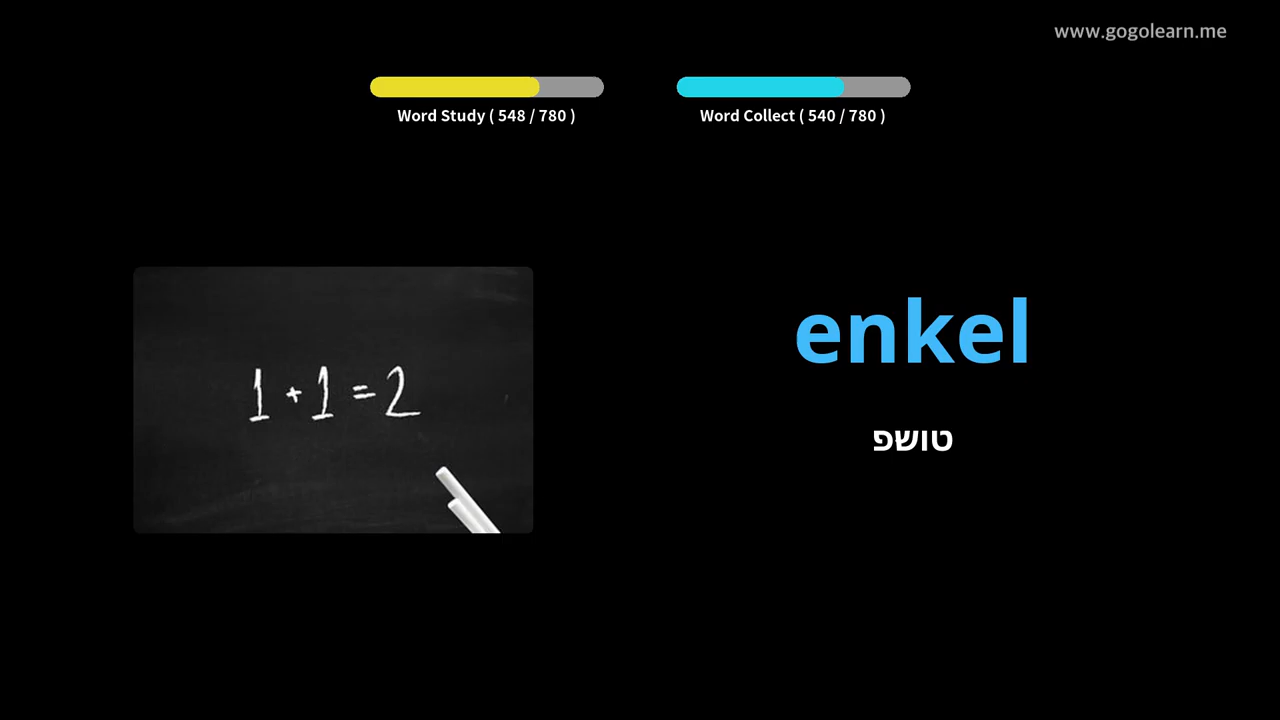 www.gogolearn.me
Word Study ( 548 / 780 )
Word Collect ( 540 / 780 )
1 + 1 = 2
enkel
טושפ